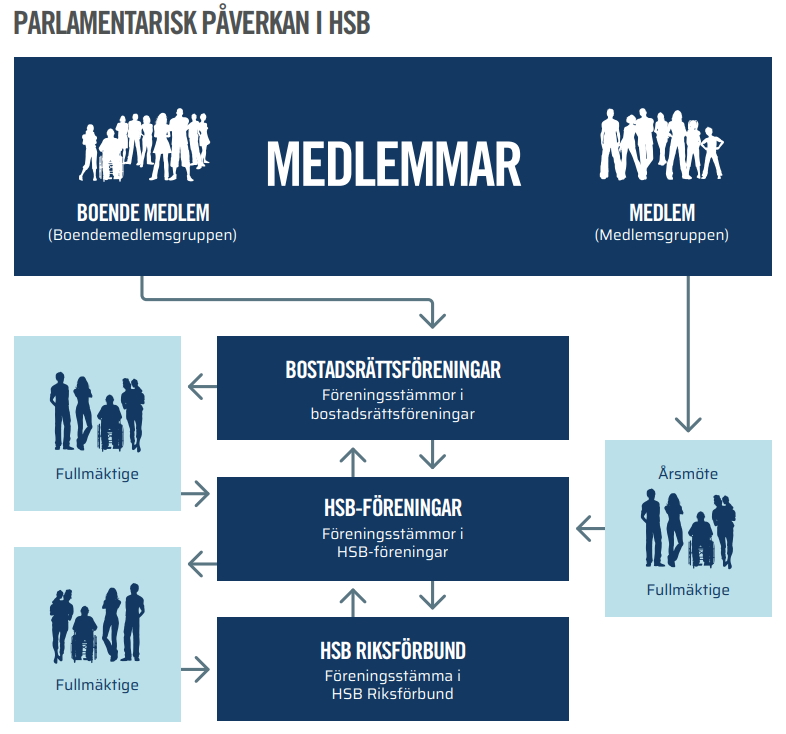 PARLAMENTARISK PÅVERKAN I HSB
MEDLEMMAR
BOENDE MEDLEM
(Boendemedlemsgruppen)
MEDLEM
(Medlemsgruppen)
BOSTADSRÄTTSFÖRENINGAR
Föreningsstämmor i
bostadsrättsföreningar
Fullmäktige
Årsmöte
Fullmäktige
HSB-FÖRENINGAR
Föreningsstämmor i
HSB-föreningar
Fullmäktige
HSB RIKSFÖRBUND
Föreningsstämma i
HSB Riksförbund